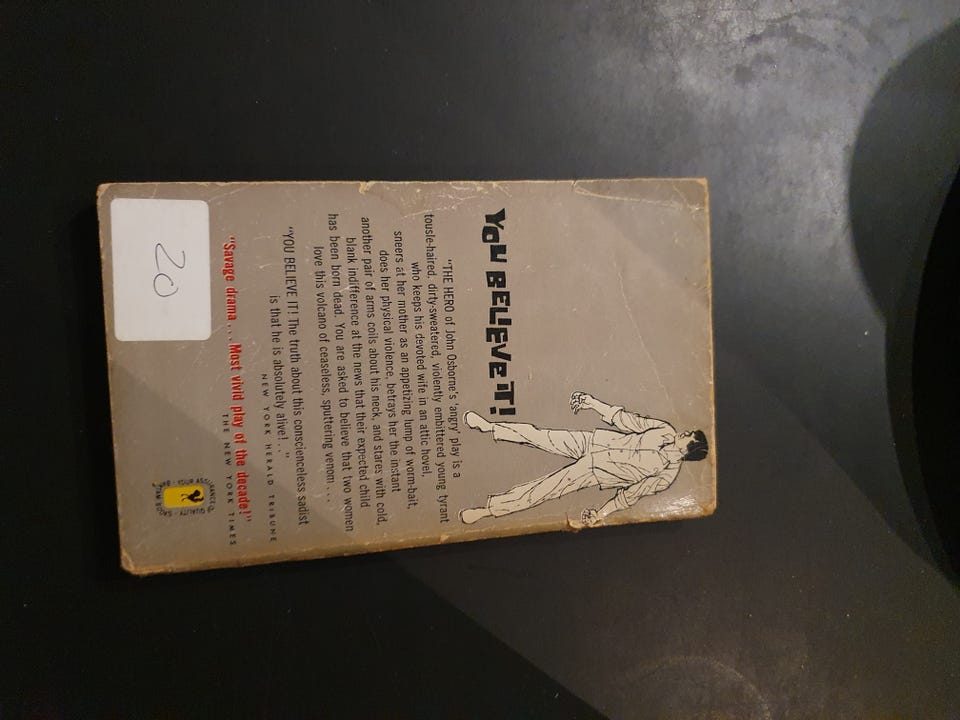 YOU BELIEVE IT!
"THE HERO of John Osborne's 'angry' play is a
tousle-haired, dirty-sweatered, violently embittered young tyrant
who keeps his devoted wife in an attic hovel,
sneers at her mother as an appetizing lump of worm-bait,
does her physical violence, betrays her the instant
another pair of arms coils about his neck, and stares with cold,
blank indifference at the news that their expected child
has been born dead. You are asked to believe that two women
love this volcano of ceaseless, sputtering venom . . .
"YOU BELIEVE IT! The truth about this conscienceless sadist
is that he is absolutely alive! . . ."
NEW YORK HERALD TRIBUNE
"Savage drama . . . Most vivid play of the decade!"
THE NEW YORK TIMES
YOUR ASSURANCE OF QUALITY
20